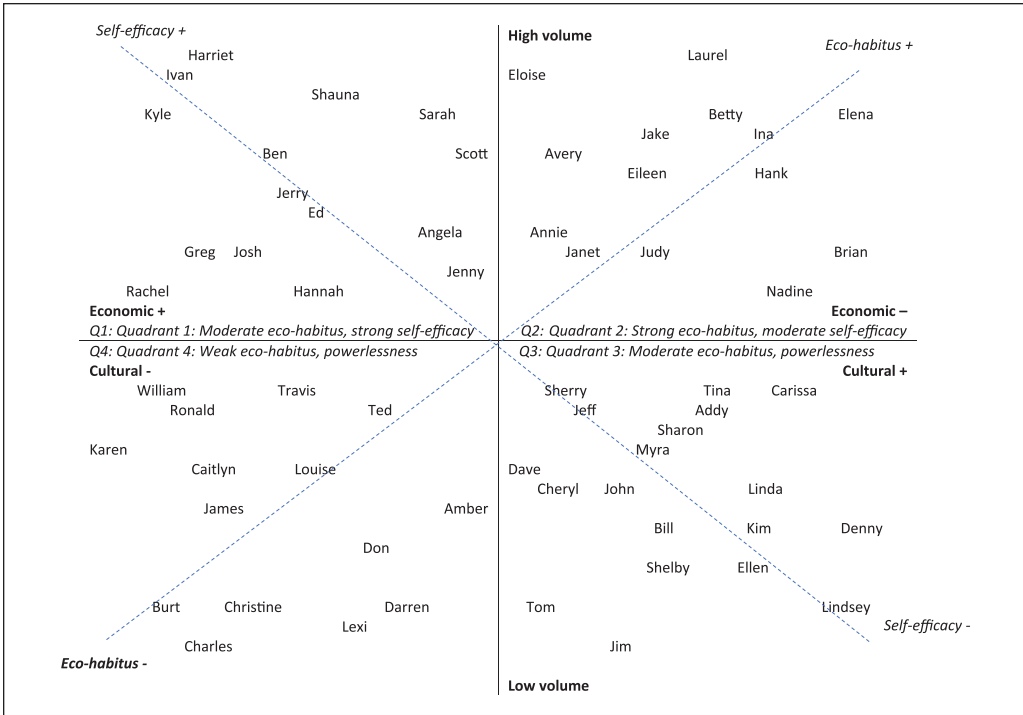 Self-efficacy +
High volume
Eco-habitus +
Harriet
Laurel
Ivan
Eloise
Shauna
Kyle
Sarah
Betty
Elena
Jake
Ina
Ben
Scott
Avery
Eileen
Hank
Jerry
Ed
Angela
Annie
Greg
Josh
Janet
Judy
Brian
Jenny
Rachel
Hannah
Nadine
Economic +
Economic –
Q1: Quadrant 1: Moderate eco-habitus, strong self-efficacy
Q2: Quadrant 2: Strong eco-habitus, moderate self-efficacy
Q4: Quadrant 4: Weak eco-habitus, powerlessness
Q3: Quadrant 3: Moderate eco-habitus, powerlessness
Cultural -
Cultural +
William
Travis
Sherry
Tina
Carissa
Ronald
Ted
Jeff
Addy
Sharon
Karen
Myra
Caitlyn
Louise
Dave
Cheryl
John
Linda
James
Amber
Bill
Kim
Denny
Don
Shelby
Ellen
Burt
Christine
Darren
Tom
Lindsey
Lexi
Self-efficacy -
Charles
Jim
Eco-habitus -
Low volume